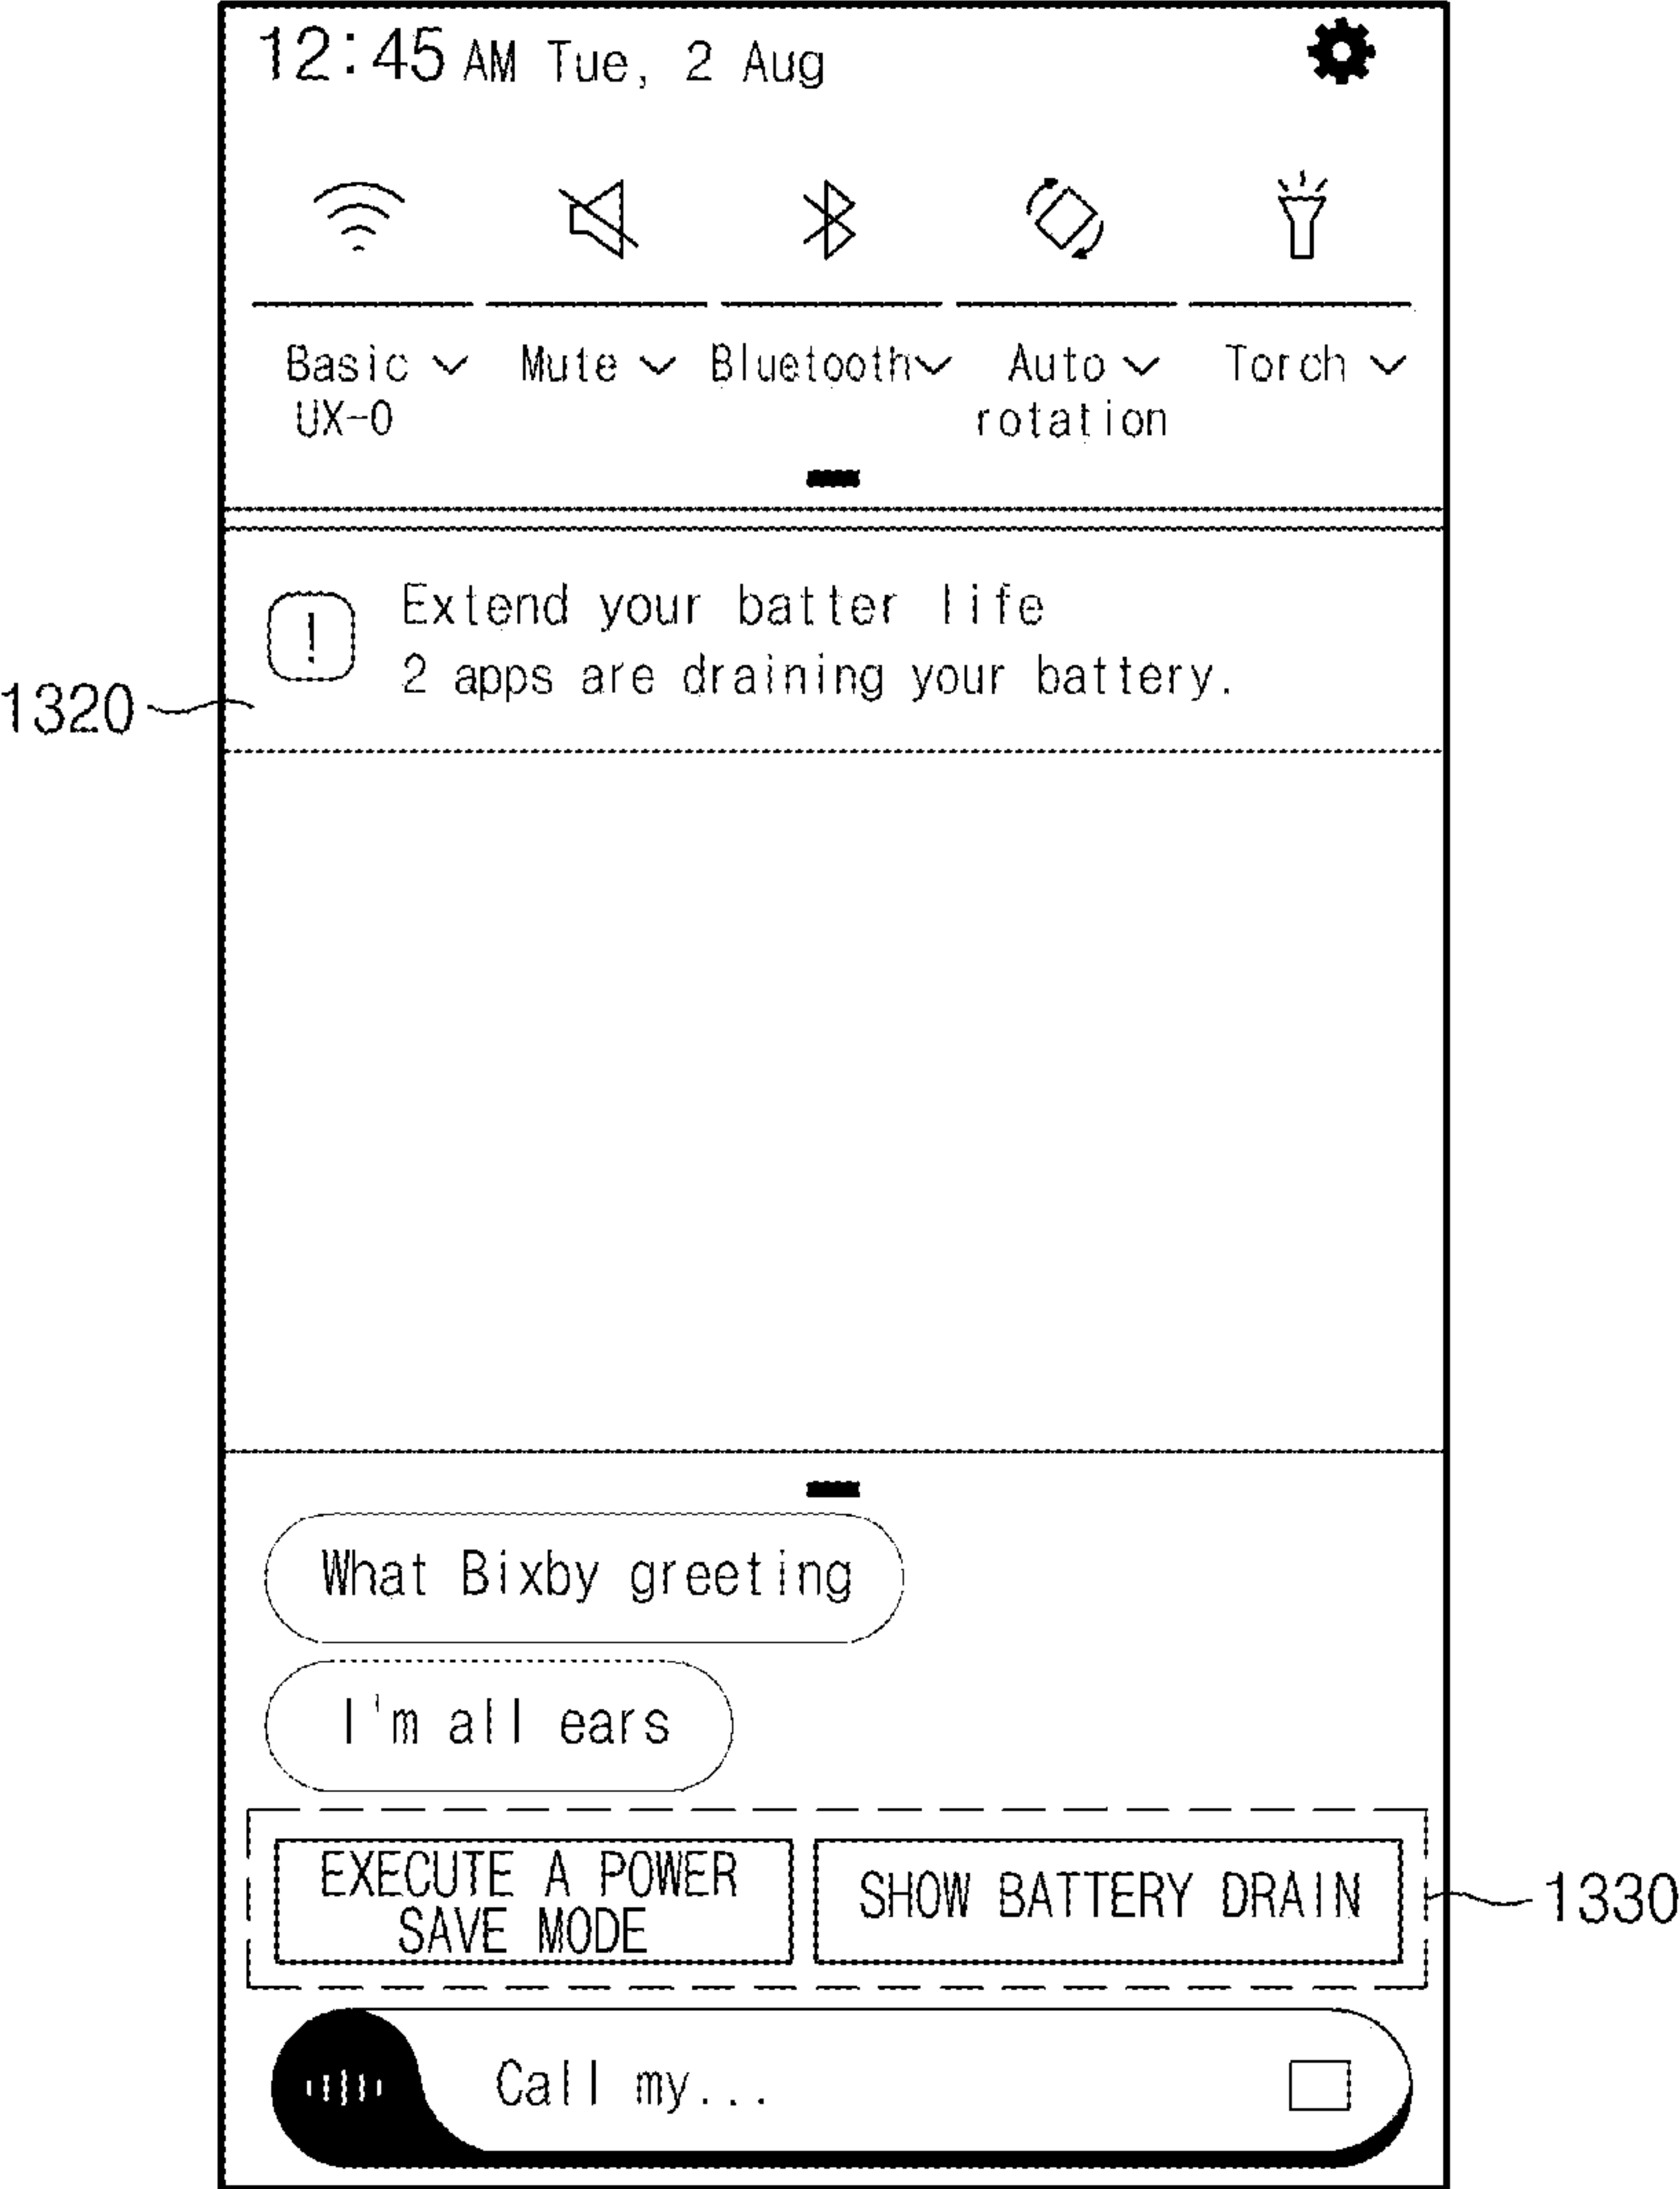 12:45 AM Tue, 2 Aug
Basic Mute Bluetooth Auto Torch
UX-0 rotation
! Extend your batter life
2 apps are draining your battery.
1320
What Bixby greeting
I'm all ears
EXECUTE A POWER
SAVE MODE
SHOW BATTERY DRAIN
1330
Call my...